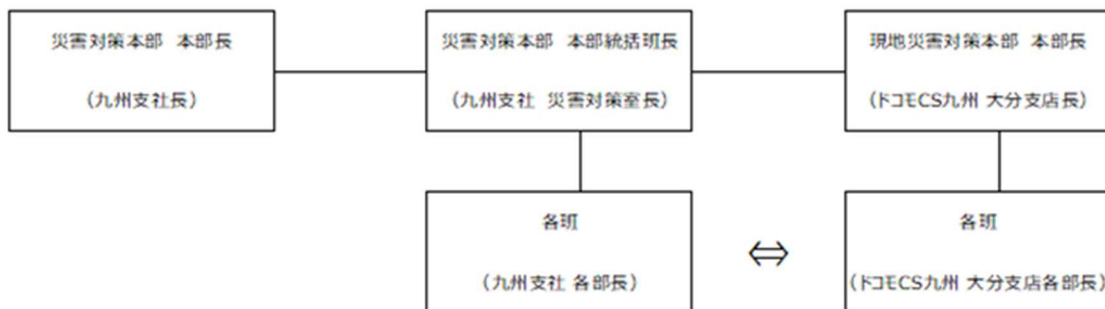 災害対策本部 本部長
(九州支社長)
災害対策本部 本部統括班長
(九州支社 災害対策室長)
現地災害対策本部 本部長
(ドコモCS九州 大分支店長)
各班
(九州支社 各部長)
⇔
各班
(ドコモCS九州 大分支店各部長)